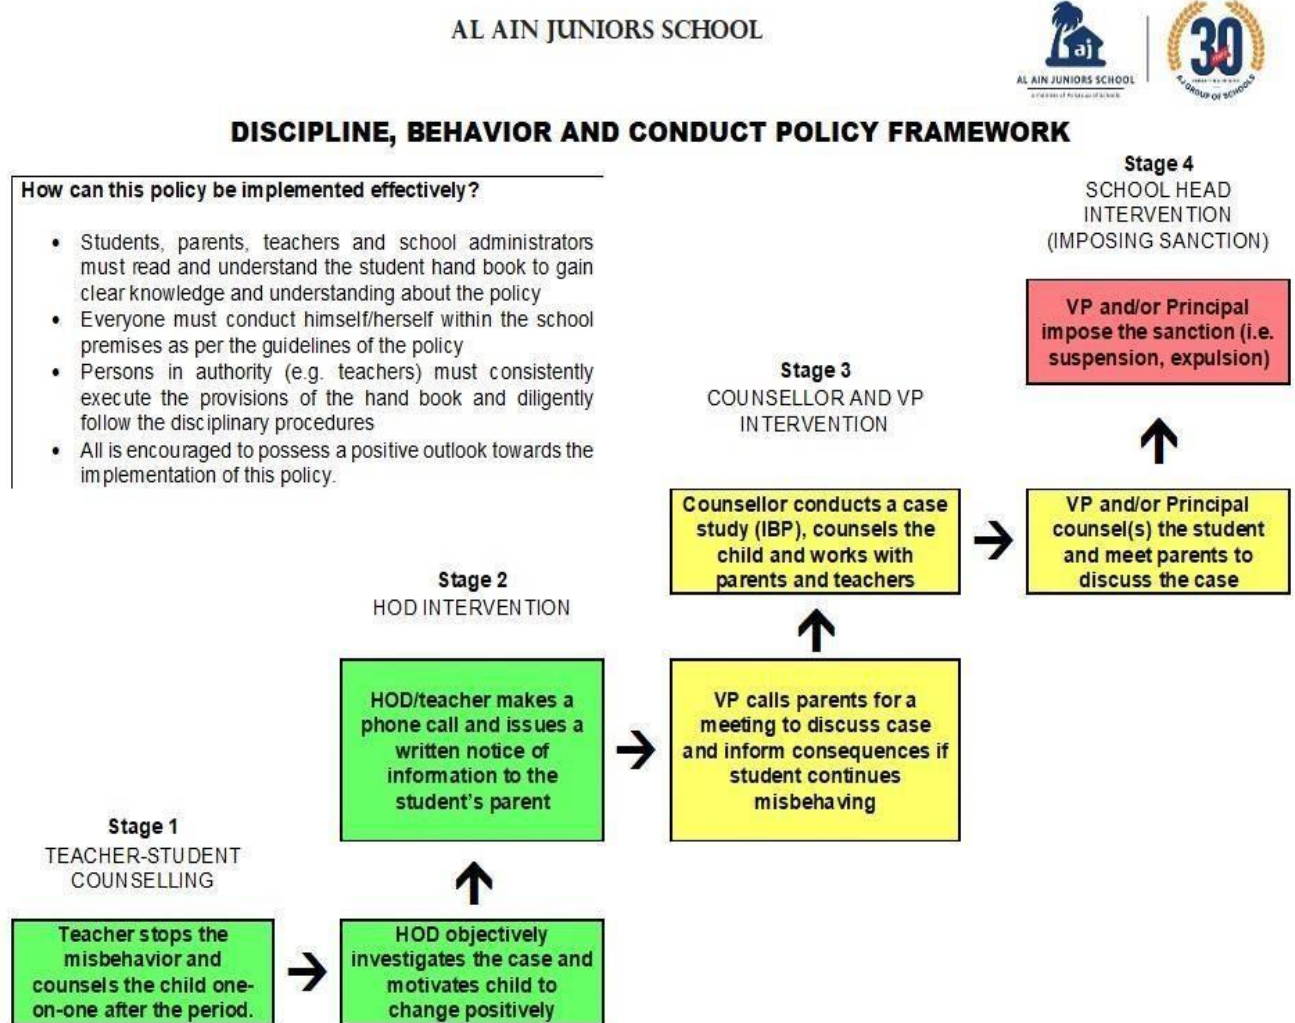 AL AIN JUNIORS SCHOOL
aj
AL AIN JUNIORS SCHOOL
30
YEARS
AJ GROUP OF SCHOOLS
DISCIPLINE, BEHAVIOR AND CONDUCT POLICY FRAMEWORK
How can this policy be implemented effectively?
• Students, parents, teachers and school administrators
must read and understand the student hand book to gain
clear knowledge and understanding about the policy
• Everyone must conduct himself/herself within the school
premises as per the guidelines of the policy
• Persons in authority (e.g. teachers) must consistently
execute the provisions of the hand book and diligently
follow the disciplinary procedures
• All is encouraged to possess a positive outlook towards the
implementation of this policy.
Stage 4
SCHOOL HEAD
INTERVENTION
(IMPOSING SANCTION)
VP and/or Principal
impose the sanction (i.e.
suspension, expulsion)
Stage 3
COUNSELLOR AND VP
INTERVENTION
Counsellor conducts a case
study (IBP), counsels the
child and works with
parents and teachers
VP and/or Principal
counsel(s) the student
and meet parents to
discuss the case
Stage 2
HOD INTERVENTION
HOD/teacher makes a
phone call and issues a
written notice of
information to the
student's parent
VP calls parents for a
meeting to discuss case
and inform consequences if
student continues
misbehaving
Stage 1
TEACHER-STUDENT
COUNSELLING
Teacher stops the
misbehavior and
counsels the child one-
on-one after the period.
HOD objectively
investigates the case and
motivates child to
change positively